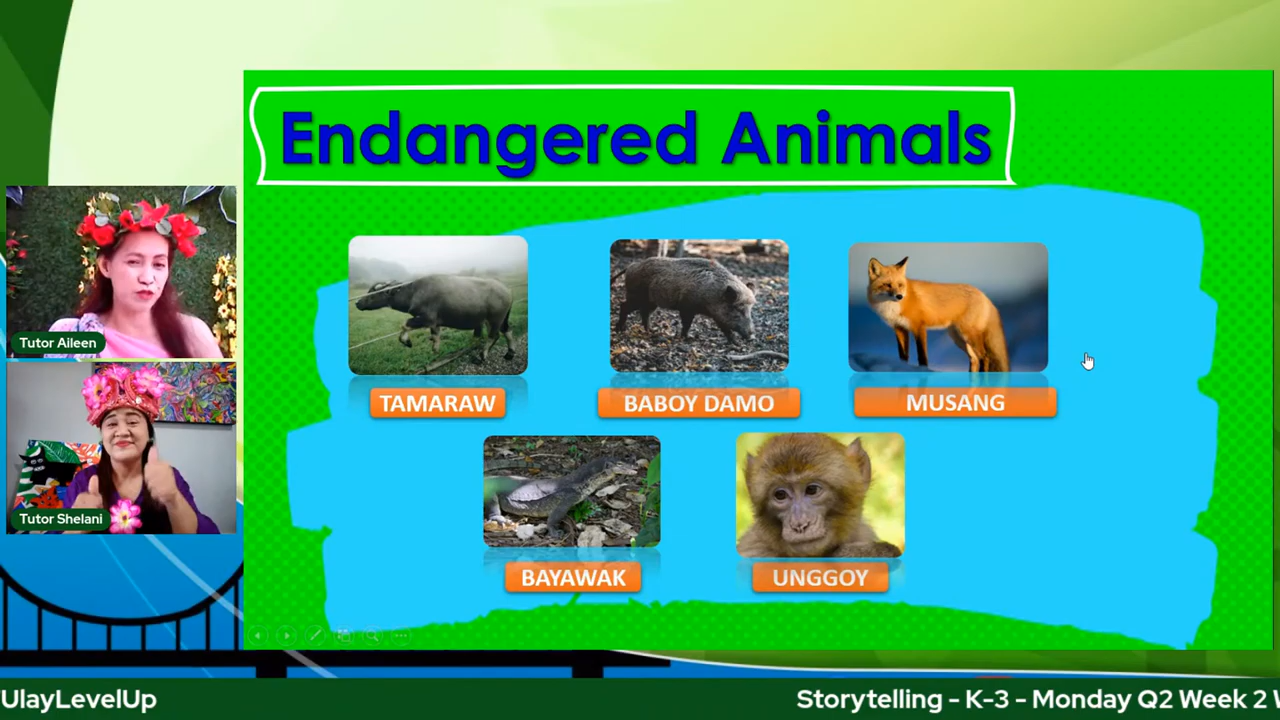 Endangered Animals
Tutor Aileen
TAMARAW
BABOY DAMO
MUSANG
Tutor Shelani
BAYAWAK
UNGGOY
UlayLevelUp
Storytelling - K-3 - Monday Q2 Week 2